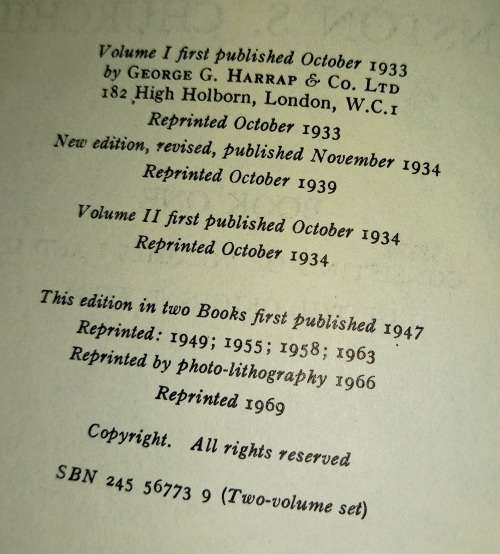 Volume I first published October 1933
by GEORGE G. HARRAP & Co. LTD
182 High Holborn, London, W.C.1
Reprinted October 1933
New edition, revised, published November 1934
Reprinted October 1939
Volume II first published October 1934
Reprinted October 1934
This edition in two Books first published 1947
Reprinted: 1949; 1955; 1958; 1963
Reprinted by photo-lithography 1966
Reprinted 1969
Copyright. All rights reserved
SBN 245 56773 9 (Two-volume set)